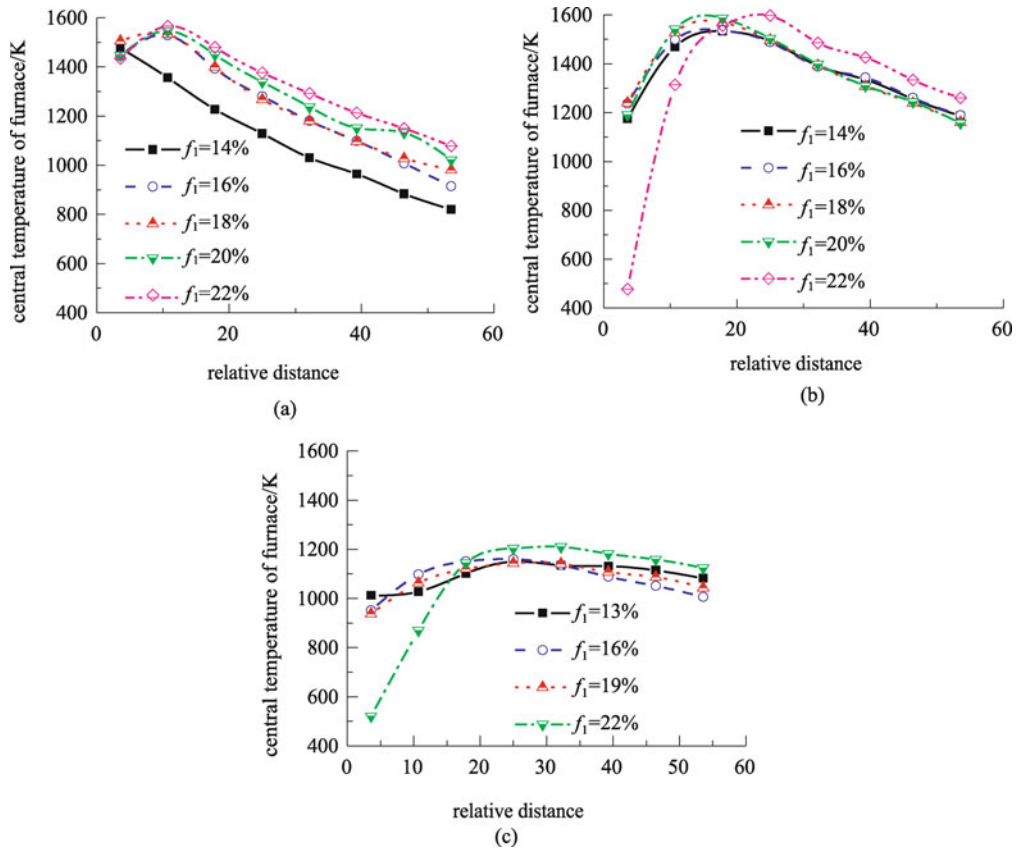 1600
1400
1200
1000
800
600
400
central temperature of furnace/K
f₁=14%
f₁=16%
f₁=18%
f₁=20%
f₁=22%
0
20
40
60
relative distance
(a)
1600
1400
1200
1000
800
600
400
central temperature of furnace/K
f₁=14%
f₁=16%
f₁=18%
f₁=20%
f₁=22%
0
20
40
60
relative distance
(b)
1600
1400
1200
1000
800
600
400
central temperature of furnace/K
f₁=13%
f₁=16%
f₁=19%
f₁=22%
0
10
20
30
40
50
60
relative distance
(c)